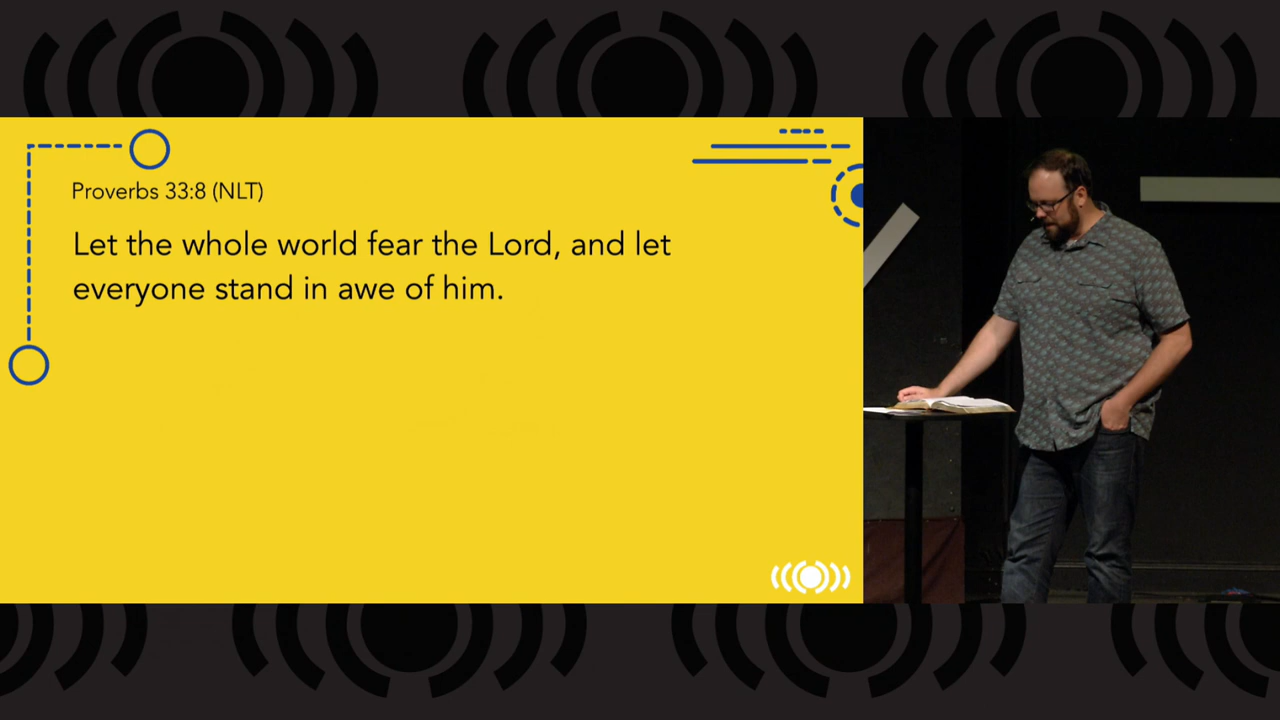 Proverbs 33:8 (NLT)
Let the whole world fear the Lord, and let
everyone stand in awe of him.